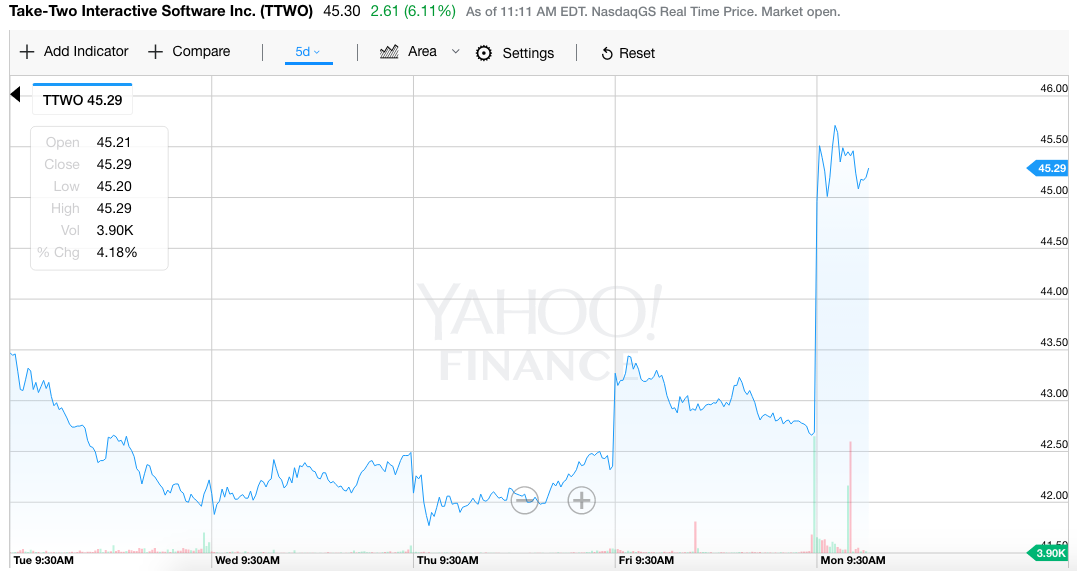 Take-Two Interactive Software Inc. (TTWO) 45.30 2.61 (6.11%) As of 11:11 AM EDT. NasdaqGS Real Time Price. Market open.
Add Indicator Compare 5d Area Settings Reset
TTWO 45.29
Open 45.21
Close 45.29
Low 45.20
High 45.29
Vol 3.90K
% Chg 4.18%
46.00
45.50
45.29
45.00
44.50
44.00
43.50
43.00
42.50
42.00
YAHOO!
FINANCE
3.90K
Tue 9:30AM Wed 9:30AM Thu 9:30AM Fri 9:30AM Mon 9:30AM